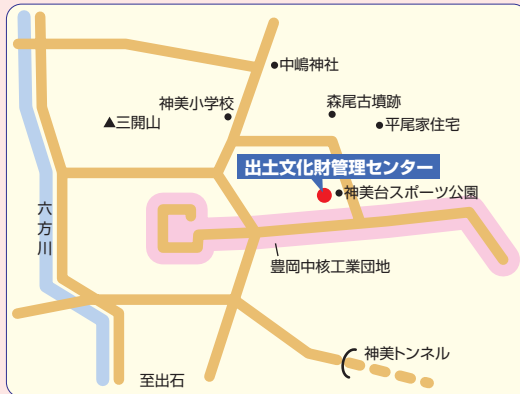 中嶋神社
神美小学校
森尾古墳跡
▲三開山
平尾家住宅
出土文化財管理センター
神美台スポーツ公園
六方川
豊岡中核工業団地
神美トンネル
至出石